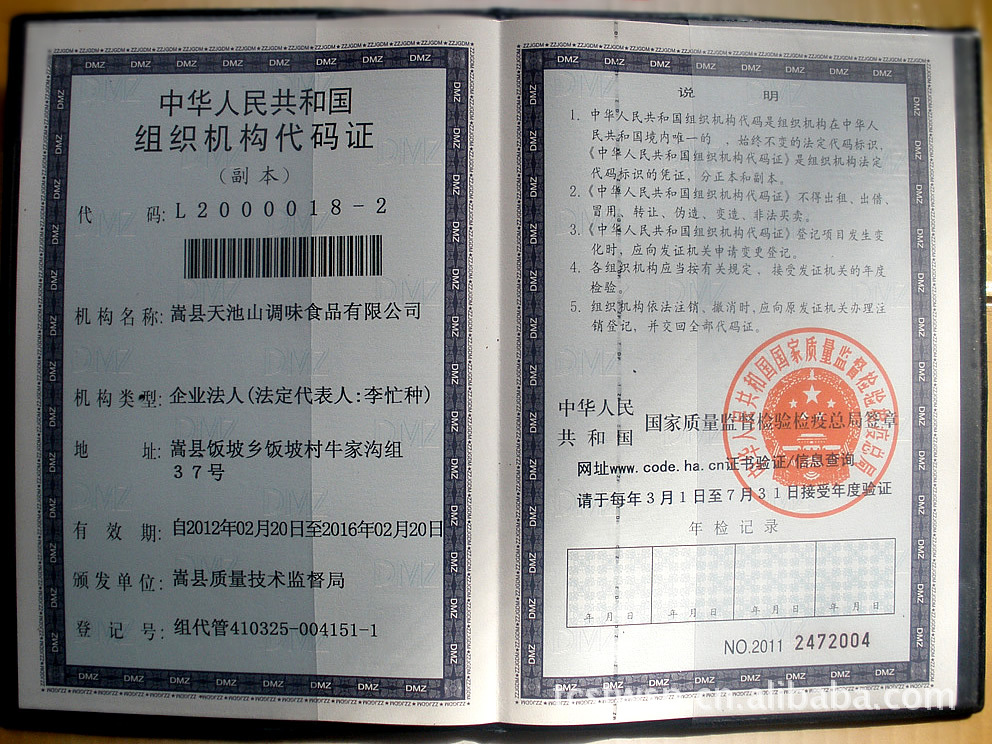 中华人民共和国
组织机构代码证
（副 本）
代 码: L2000018-2
机构名称: 嵩县天池山调味食品有限公司
机构类型: 企业法人(法定代表人:李忙种)
地 址: 嵩县饭坡乡饭坡村牛家沟组
37号
有 效 期: 自2012年02月20日至2016年02月20日
颁发单位: 嵩县质量技术监督局
登 记 号: 组代管410325-004151-1
说 明
1. 中华人民共和国组织机构代码是组织机构在中华人
民共和国境内唯一的、始终不变的法定代码标识,
《中华人民共和国组织机构代码证》是组织机构法定
代码标识的凭证, 分正本和副本。
2. 《中华人民共和国组织机构代码证》不得出租、出借、
冒用、转让、伪造、变造、非法买卖。
3. 《中华人民共和国组织机构代码证》登记项目发生变
化时, 应向发证机关申请变更登记。
4. 各组织机构应当按有关规定、接受发证机关的年度
检验。
5. 组织机构依法注销、撤消时, 应向原发证机关办理注
销登记, 并交回全部代码证。
中华人民
共和国 国家质量监督检验检疫总局签章
网址www.code.ha.cn证书验证/信息查询
请于每年3月1日至7月31日接受年度验证
年检记录
年 月 日 年 月 日 年 月 日 年 月 日
NO.2011 2472004
cn.alibaba.com